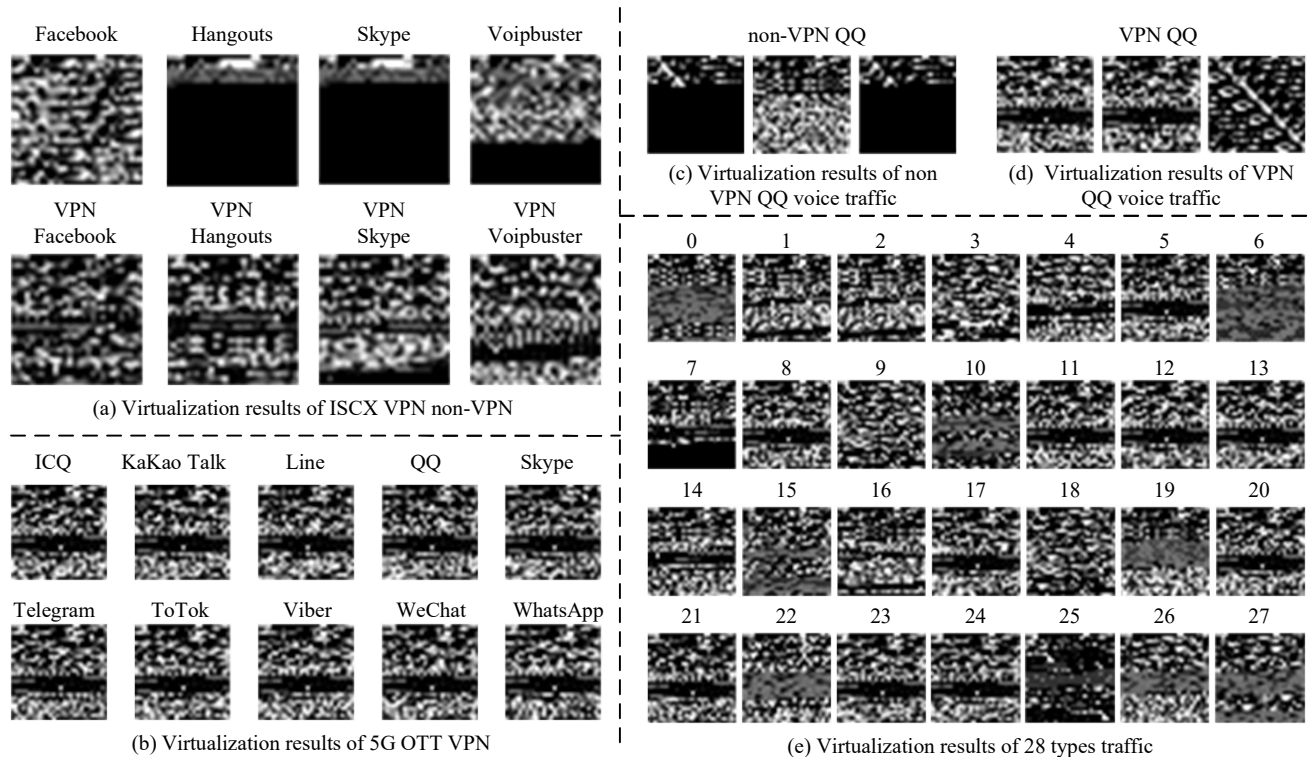 Facebook Hangouts Skype Voipbuster
VPN VPN VPN VPN
Facebook Hangouts Skype Voipbuster
(a) Virtualization results of ISCX VPN non-VPN
ICQ KaKao Talk Line QQ Skype
Telegram ToTok Viber WeChat WhatsApp
(b) Virtualization results of 5G OTT VPN
non-VPN QQ
(c) Virtualization results of non
VPN QQ voice traffic
VPN QQ
(d) Virtualization results of VPN
QQ voice traffic
0 1 2 3 4 5 6
7 8 9 10 11 12 13
14 15 16 17 18 19 20
21 22 23 24 25 26 27
(e) Virtualization results of 28 types traffic